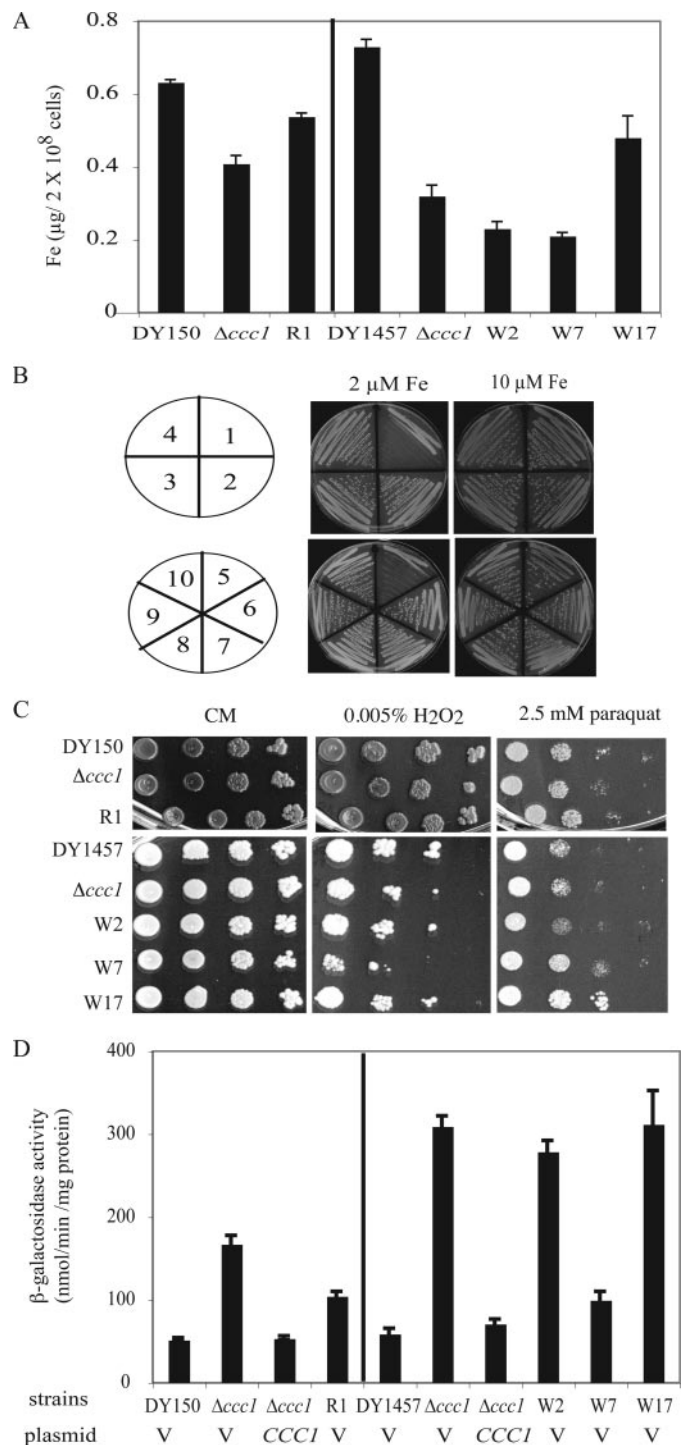 A
0.8
0.6
0.4
0.2
0
Fe (µg/ 2 X 10⁸ cells)
DY150 Δccc1 R1 DY1457 Δccc1 W2 W7 W17
B
2 µM Fe 10 µM Fe
4 1
3 2
10 5
9 6
8 7
C
CM 0.005% H2O2 2.5 mM paraquat
DY150
Δccc1
R1
DY1457
Δccc1
W2
W7
W17
D
400
300
200
100
0
β-galactosidase activity
(nmol/min /mg protein)
strains DY150 Δccc1 Δccc1 R1 DY1457 Δccc1 Δccc1 W2 W7 W17
plasmid V V CCC1 V V V CCC1 V V V